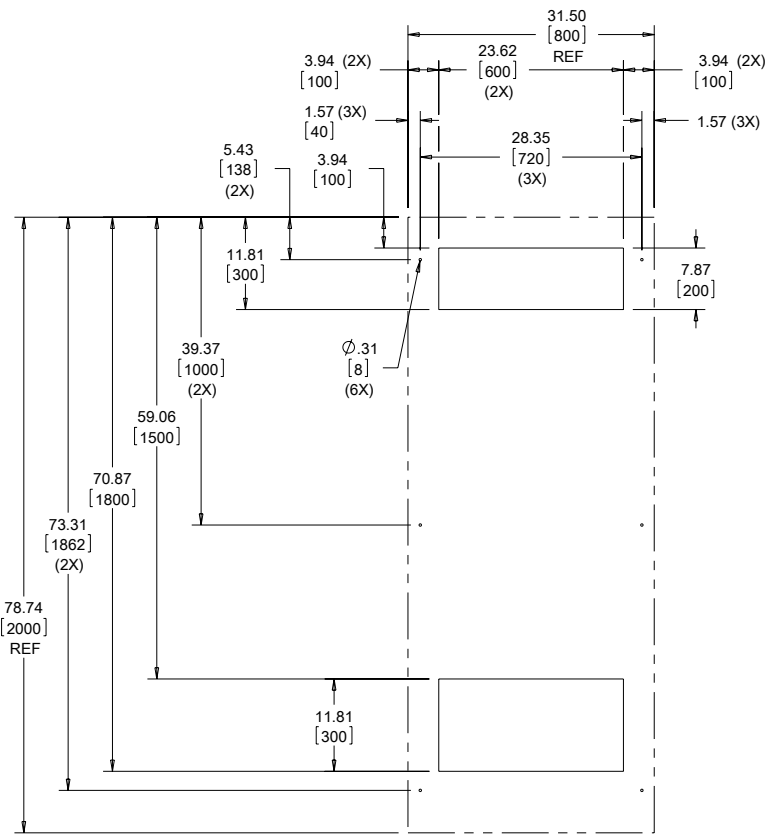 31.50
[800]
REF
3.94 (2X)
[100]
23.62
[600]
(2X)
3.94 (2X)
[100]
1.57 (3X)
[40]
1.57 (3X)
28.35
[720]
(3X)
5.43
[138]
(2X)
3.94
[100]
11.81
[300]
7.87
[200]
39.37
[1000]
(2X)
Ø.31
[8]
(6X)
59.06
[1500]
70.87
[1800]
73.31
[1862]
(2X)
78.74
[2000]
REF
11.81
[300]